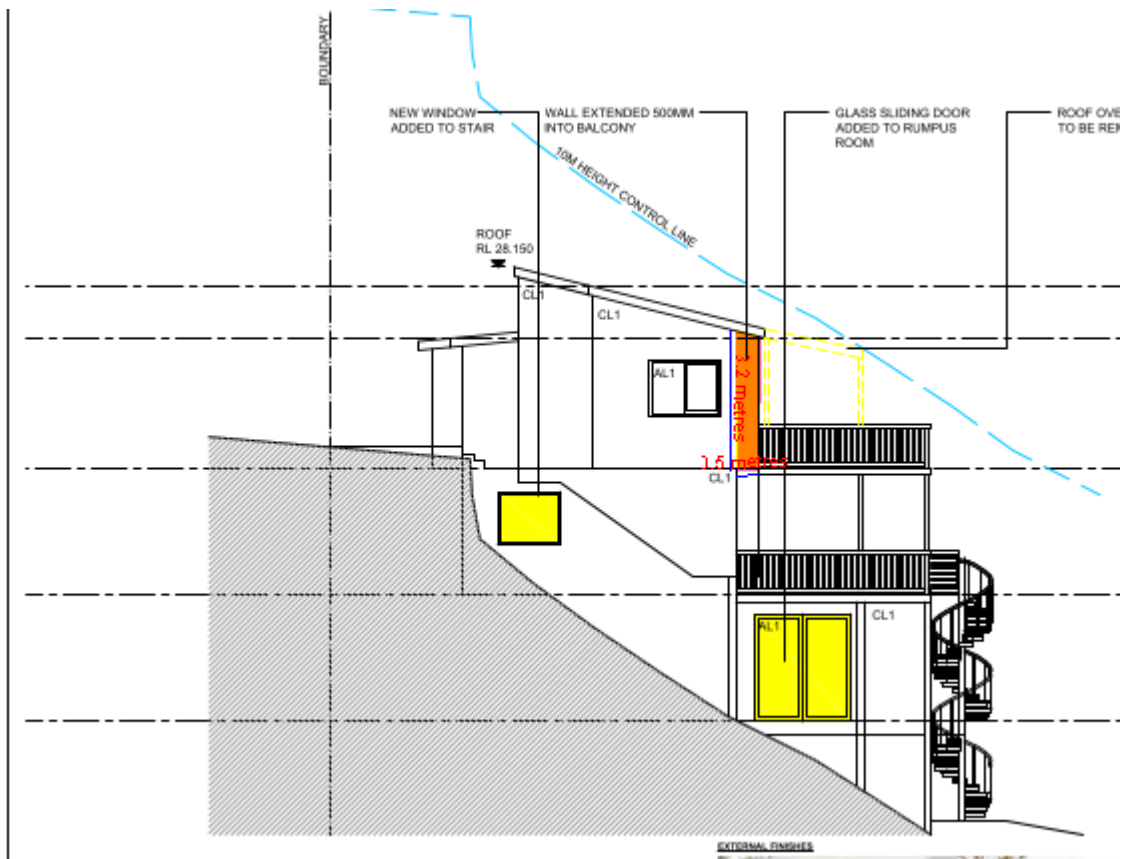 BOUNDARY
NEW WINDOW
ADDED TO STAIR
WALL EXTENDED 500MM
INTO BALCONY
GLASS SLIDING DOOR
ADDED TO RUMPUS
ROOM
ROOF OVE
TO BE REM
10M HEIGHT CONTROL LINE
ROOF
RL 28.150
CL1
CL1
AL1
3.2 metres
1.5 metres
CL1
AL1
CL1
EXTERNAL FINISHES